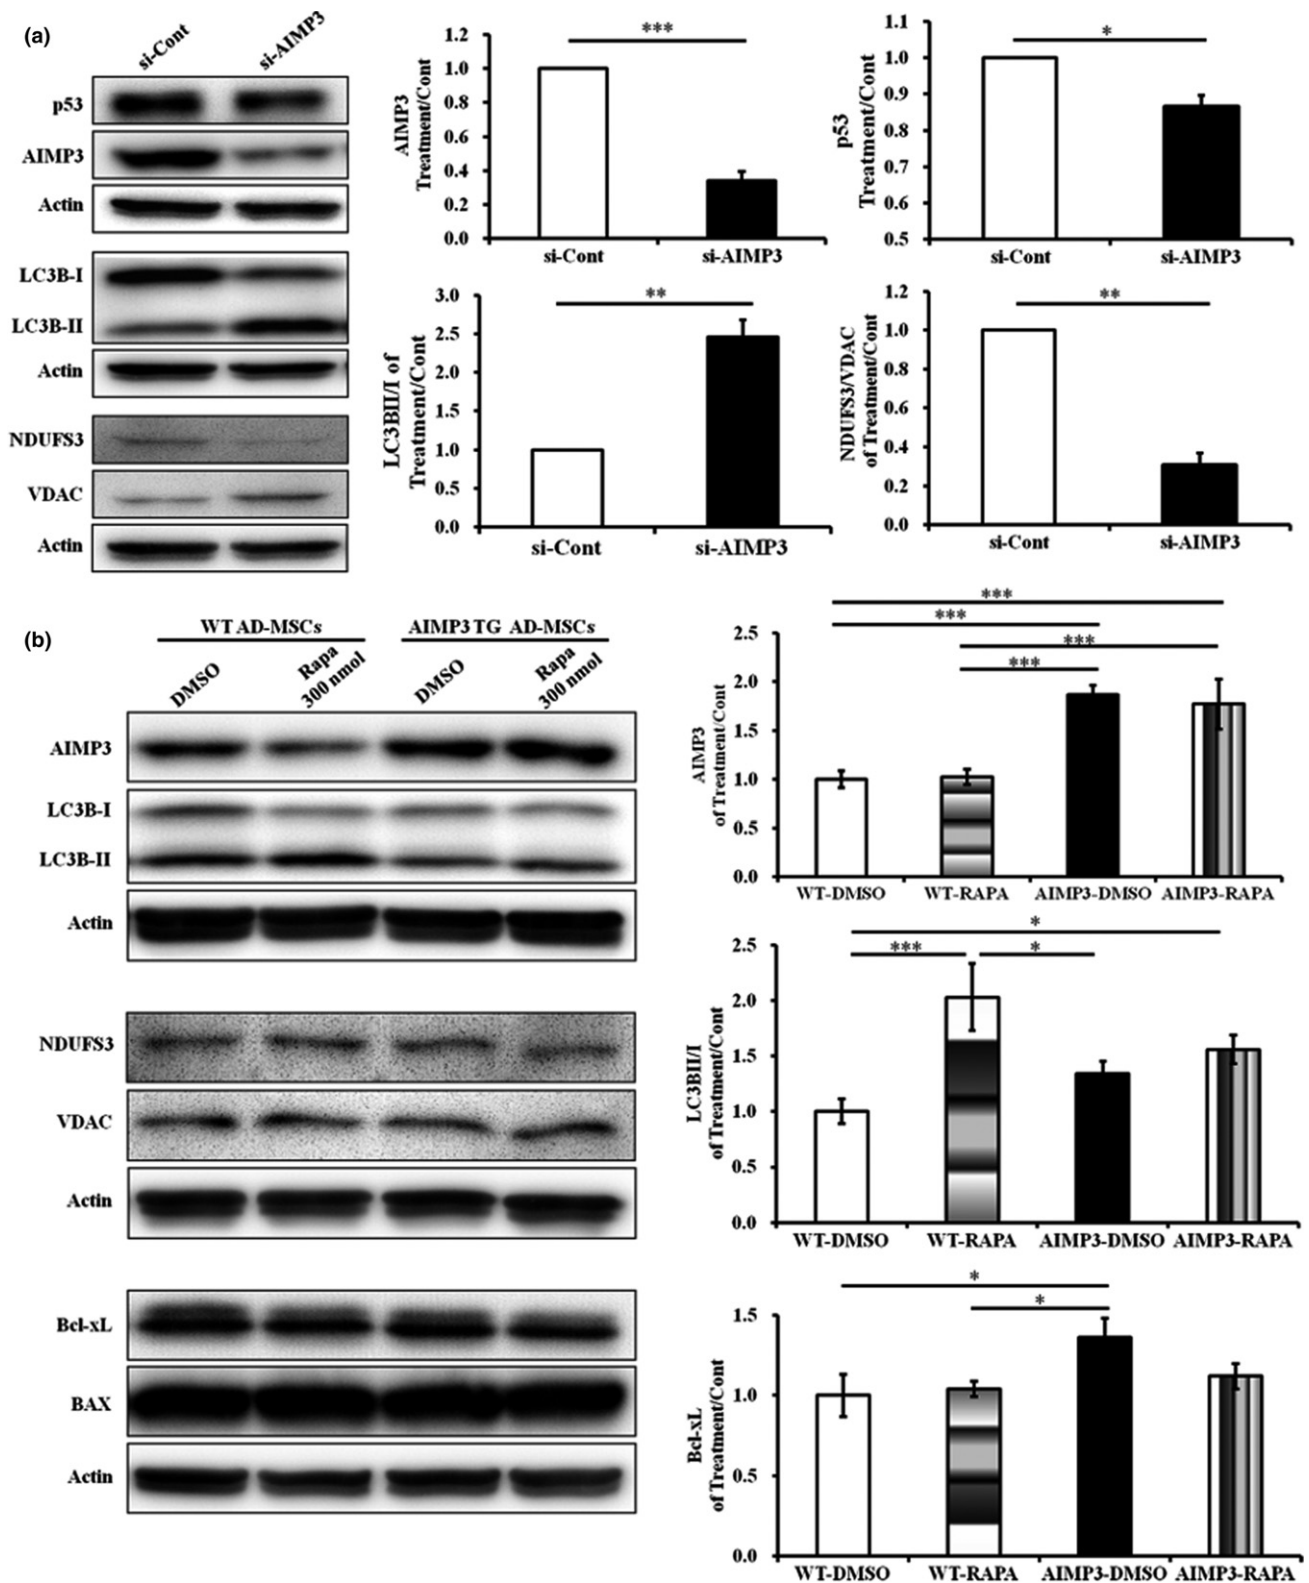 (a)
si-Cont
si-AIMP3
p53
AIMP3
Actin
LC3B-I
LC3B-II
Actin
NDUFS3
VDAC
Actin
AIMP3
Treatment/Cont
1.2
1.0
0.8
0.6
0.4
0.2
0.0
***
si-Cont
si-AIMP3
p53
Treatment/Cont
1.1
1.0
0.9
0.8
0.7
0.6
0.5
*
si-Cont
si-AIMP3
LC3BII/I of
Treatment/Cont
3.0
2.5
2.0
1.5
1.0
0.5
0.0
**
si-Cont
si-AIMP3
NDUFS3/VDAC
of Treatment/Cont
1.2
1.0
0.8
0.6
0.4
0.2
0.0
**
si-Cont
si-AIMP3
(b)
WT AD-MSCs
AIMP3 TG AD-MSCs
DMSO
Rapa
300 nmol
DMSO
Rapa
300 nmol
AIMP3
LC3B-I
LC3B-II
Actin
NDUFS3
VDAC
Actin
Bcl-xL
BAX
Actin
AIMP3
of Treatment/Cont
2.5
2.0
1.5
1.0
0.5
0.0
***
***
***
***
WT-DMSO
WT-RAPA
AIMP3-DMSO
AIMP3-RAPA
LC3BII/I
of Treatment/Cont
2.5
2.0
1.5
1.0
0.5
0.0
*
***
*
WT-DMSO
WT-RAPA
AIMP3-DMSO
AIMP3-RAPA
Bcl-xL
of Treatment/Cont
1.5
1.0
0.5
0.0
*
*
WT-DMSO
WT-RAPA
AIMP3-DMSO
AIMP3-RAPA